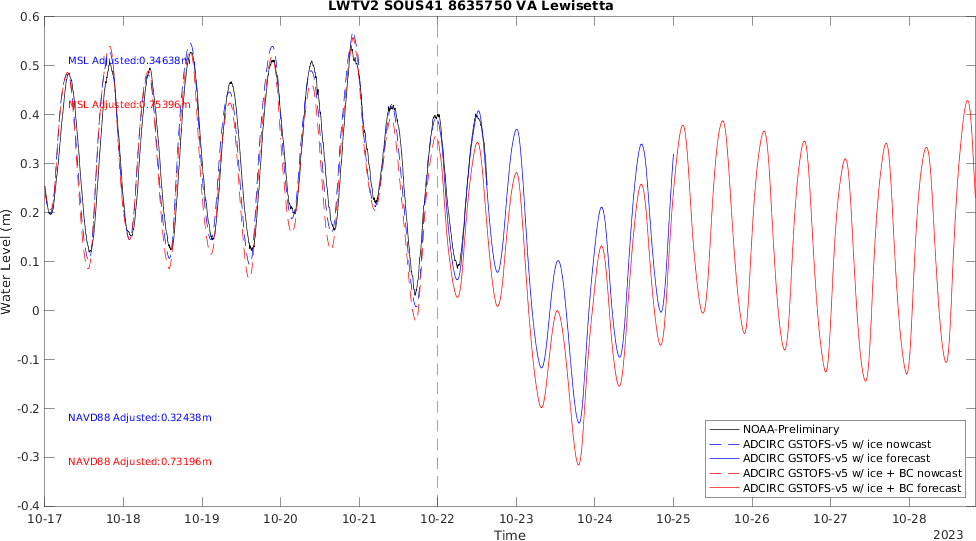 LWTV2 SOUS41 8635750 VA Lewisetta
0.6
0.5
0.4
0.3
0.2
0.1
0
-0.1
-0.2
-0.3
-0.4
Water Level (m)
MSL Adjusted:0.34638m
MSL Adjusted:0.75396m
NAVD88 Adjusted:0.32438m
NAVD88 Adjusted:0.73196m
NOAA-Preliminary
ADCIRC GSTOFS-v5 w/ ice nowcast
ADCIRC GSTOFS-v5 w/ ice forecast
ADCIRC GSTOFS-v5 w/ ice + BC nowcast
ADCIRC GSTOFS-v5 w/ ice + BC forecast
10-17 10-18 10-19 10-20 10-21 10-22 10-23 10-24 10-25 10-26 10-27 10-28
Time
2023